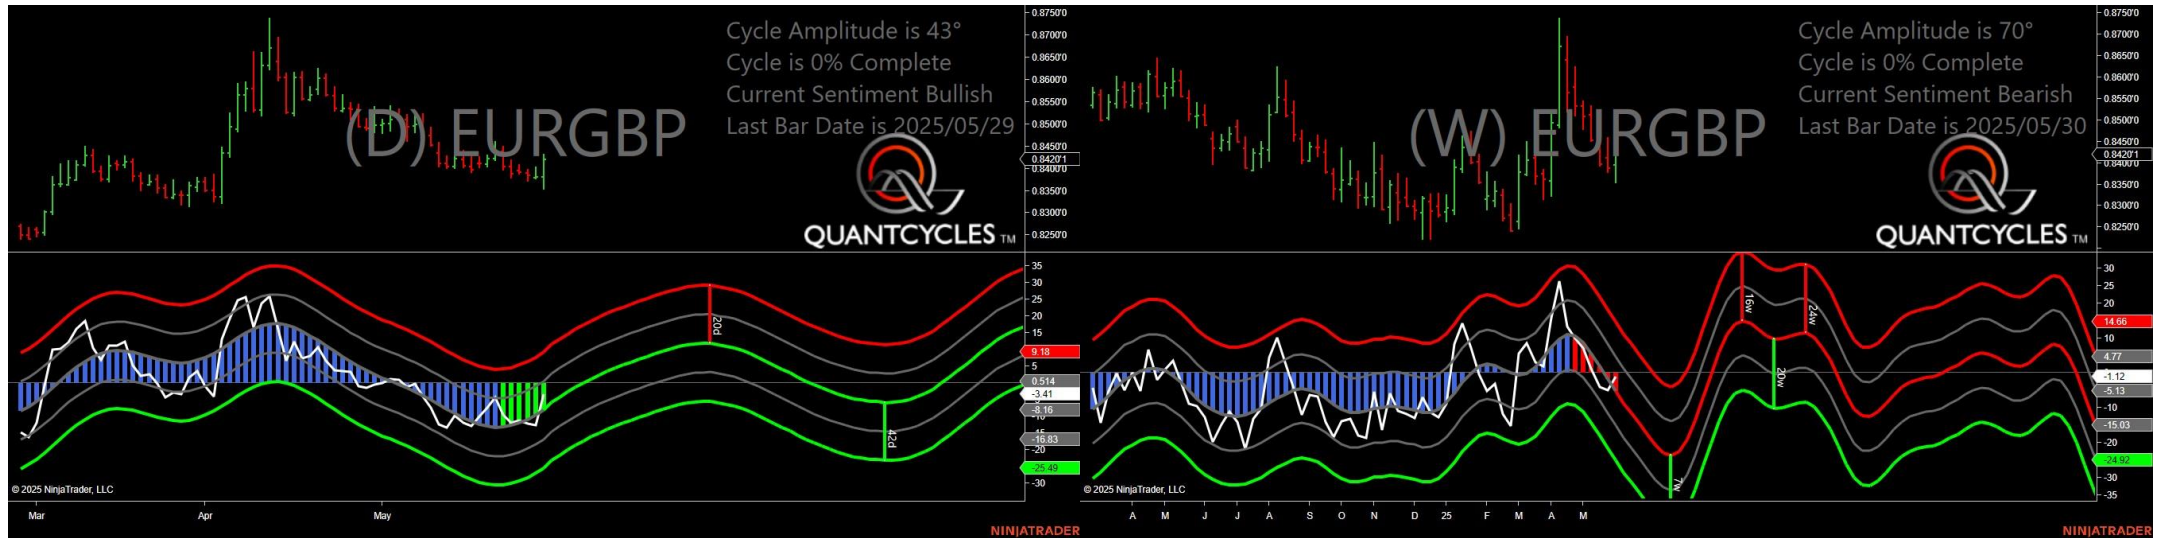 0.8750'0
0.8700'0
0.8650'0
0.8600'0
0.8550'0
0.8500'0
0.8450'0
0.8420'1
0.8400'0
0.8350'0
0.8300'0
0.8250'0
Cycle Amplitude is 43°
Cycle is 0% Complete
Current Sentiment Bullish
Last Bar Date is 2025/05/29
(D) EURGBP
QUANTCYCLES TM
35
30
25
20
15
9.18
5
0.514
-3.41
-8.16
-16.83
-20
-25.49
-30
20d
42d
© 2025 NinjaTrader, LLC
Mar
Apr
May
NINJATRADER
0.8750'0
0.8700'0
0.8650'0
0.8600'0
0.8550'0
0.8500'0
0.8450'0
0.8420'1
0.8400'0
0.8350'0
0.8300'0
0.8250'0
Cycle Amplitude is 70°
Cycle is 0% Complete
Current Sentiment Bearish
Last Bar Date is 2025/05/30
(W) EURGBP
QUANTCYCLES TM
30
25
20
14.66
10
4.77
-1.12
-5.13
-10
-15.03
-20
-24.92
-30
-35
16w
24w
20w
7w
© 2025 NinjaTrader, LLC
A M J J A S O N D 25 F M A M
NINJATRADER